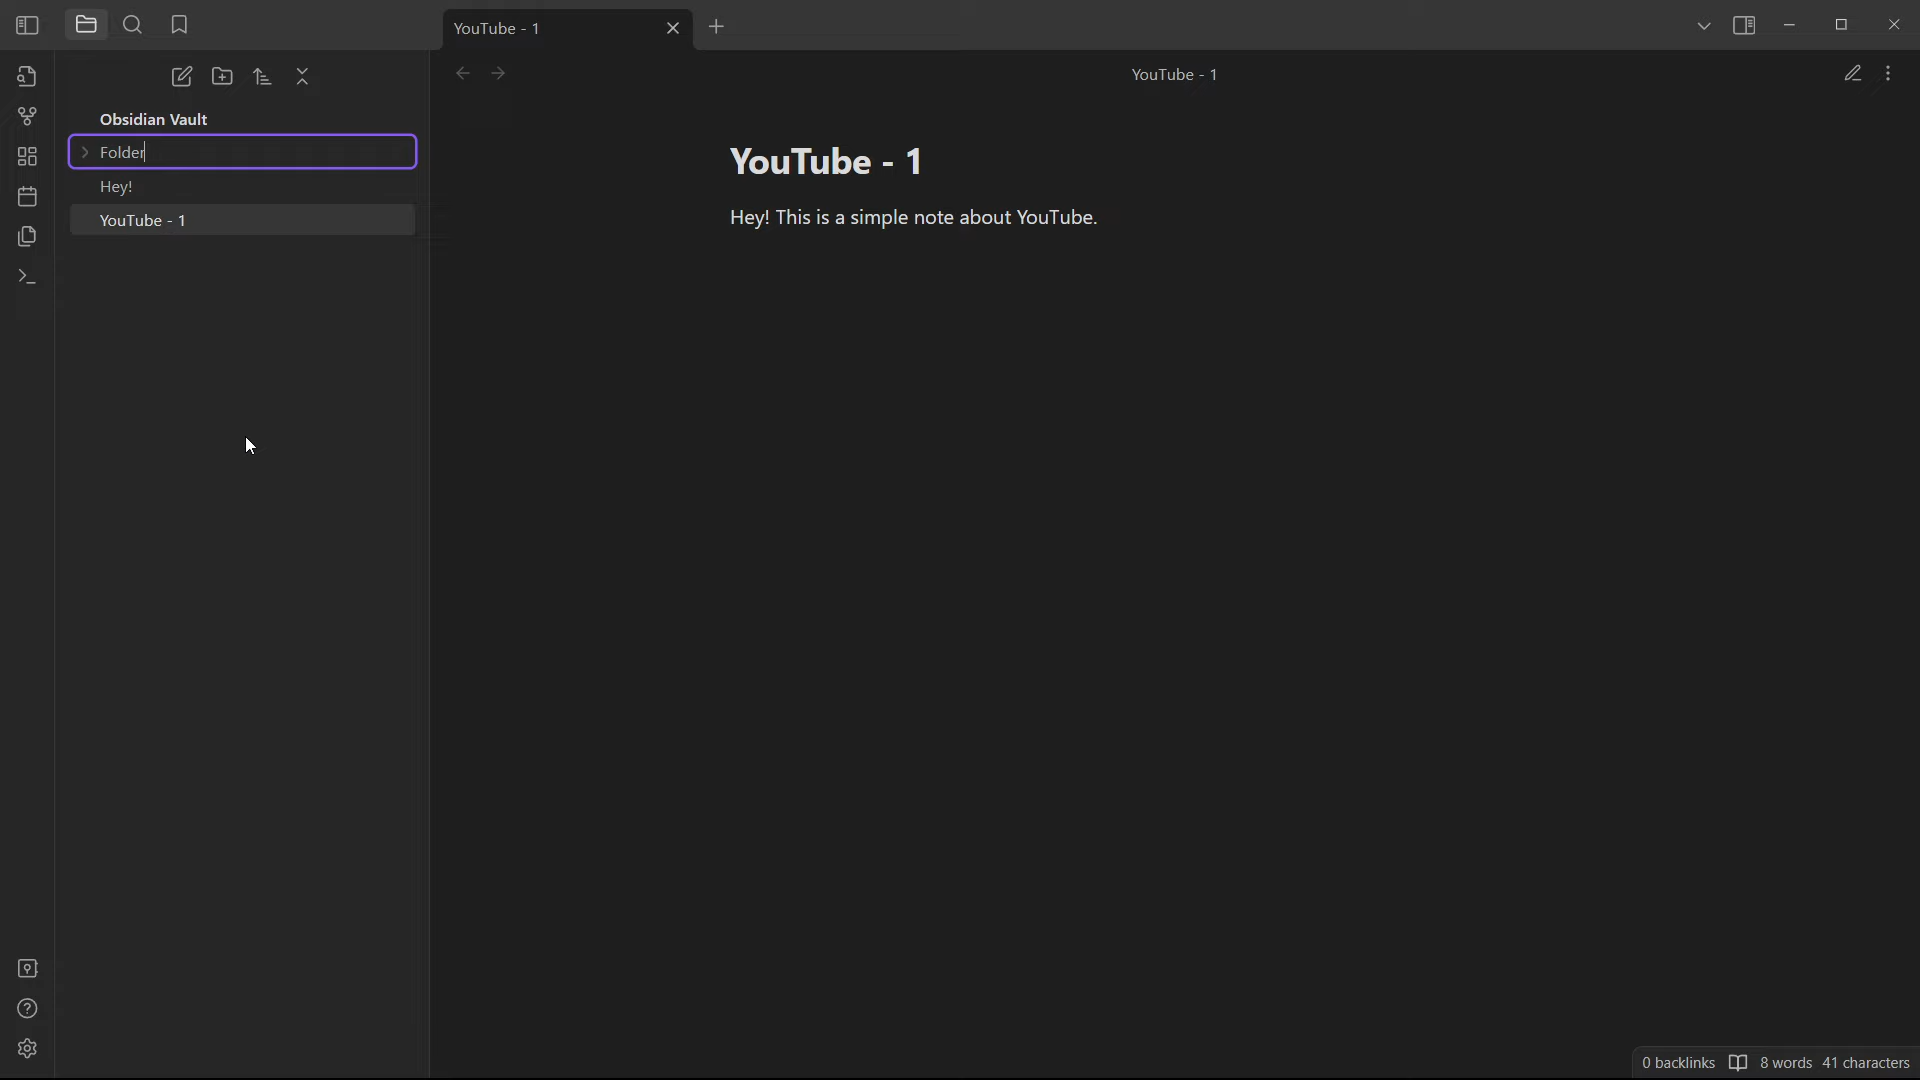 YouTube - 1
YouTube - 1
Obsidian Vault
Folder
Hey!
YouTube - 1
YouTube - 1
Hey! This is a simple note about YouTube.
0 backlinks 8 words 41 characters